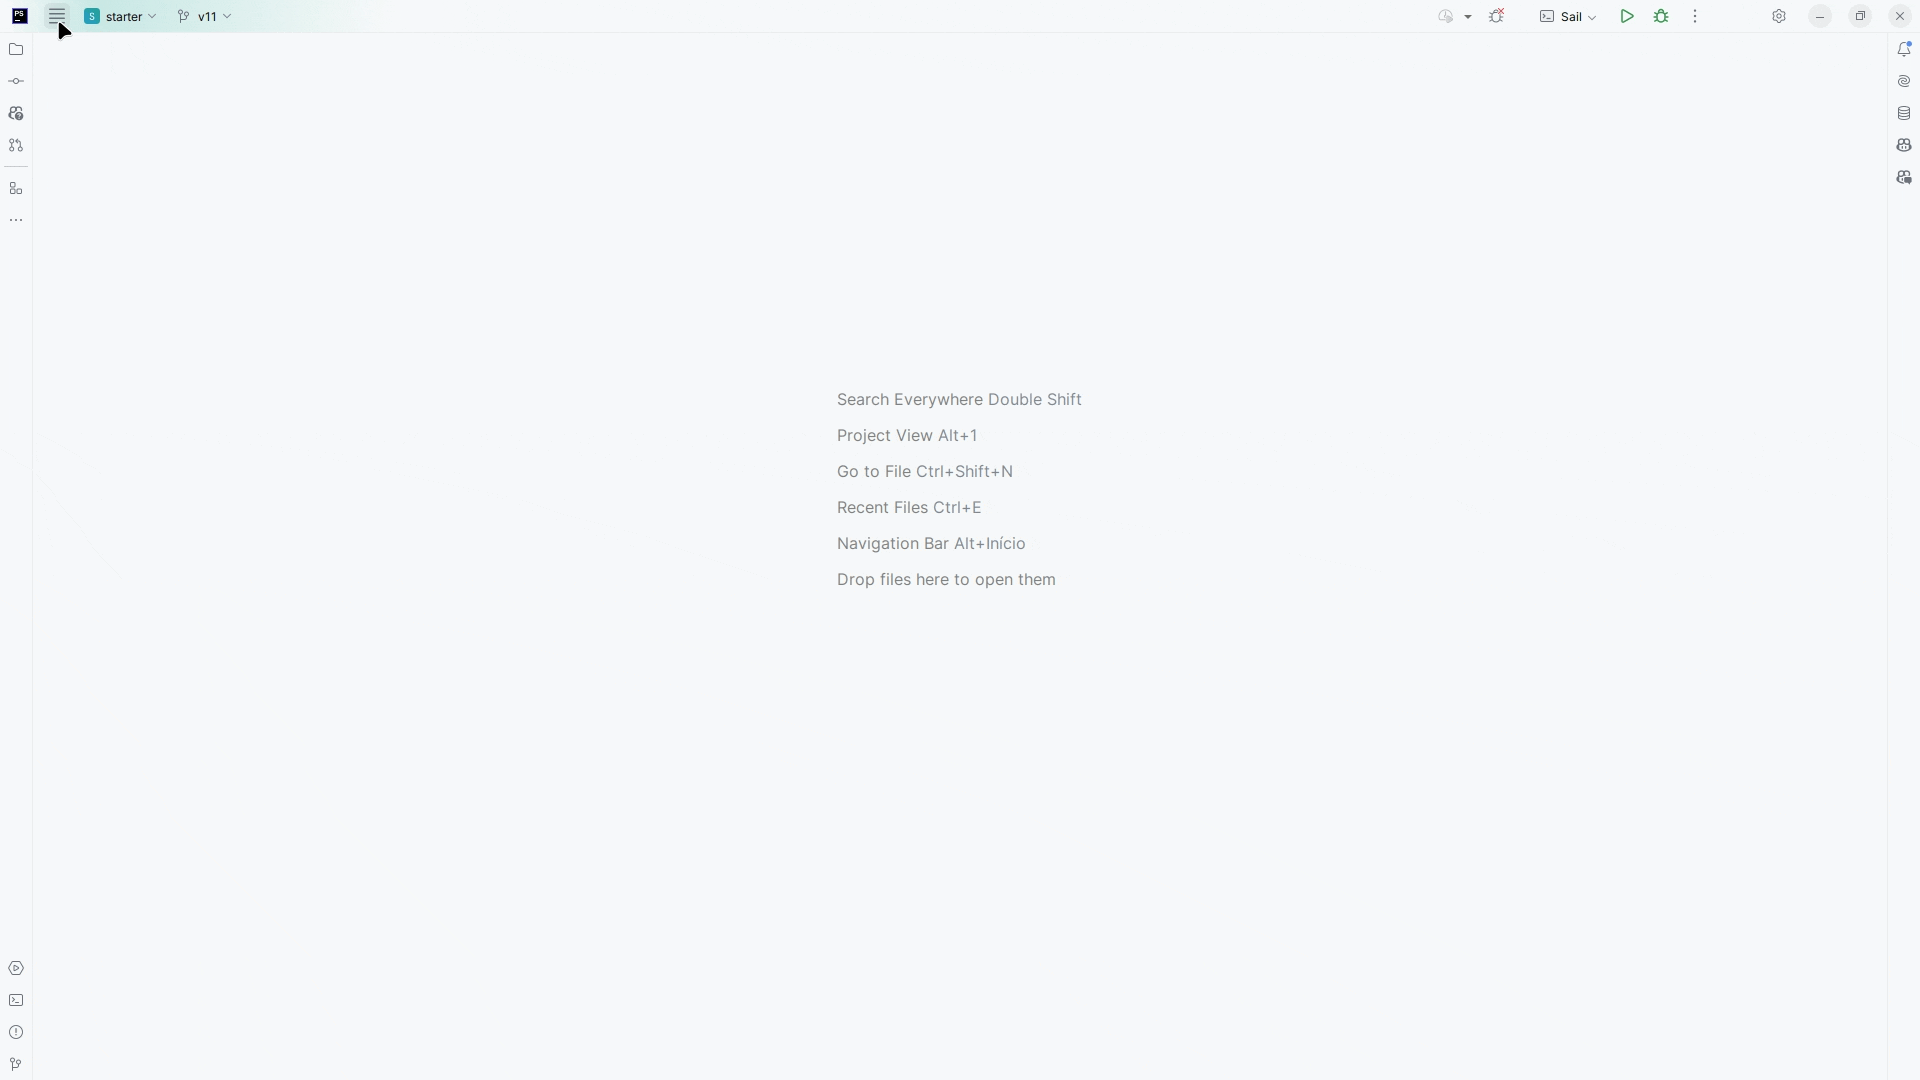 PS
S starter
v11
Sail
Search Everywhere Double Shift
Project View Alt+1
Go to File Ctrl+Shift+N
Recent Files Ctrl+E
Navigation Bar Alt+Início
Drop files here to open them